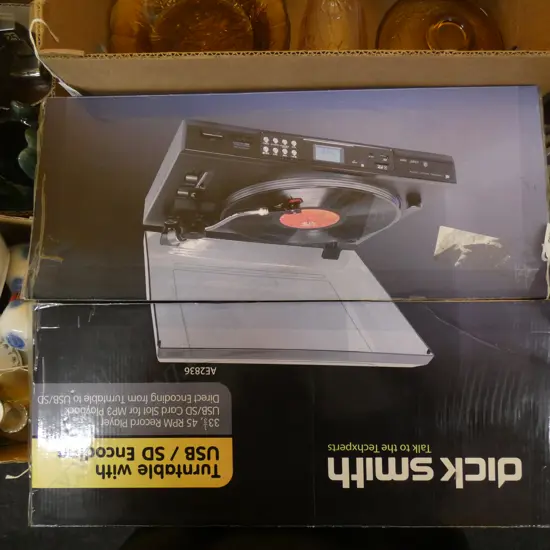 dick smith
Talk to the Techxperts
Turntable with
USB / SD Encoding
33⅓, 45 RPM Record Player
USB/SD Card Slot for MP3 Playback
Direct Encoding from Turntable to USB/SD
AE2836